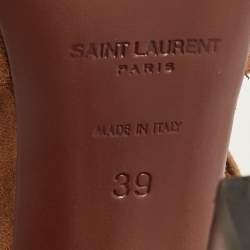 SAINT LAURENT
PARIS
MADE IN ITALY
39